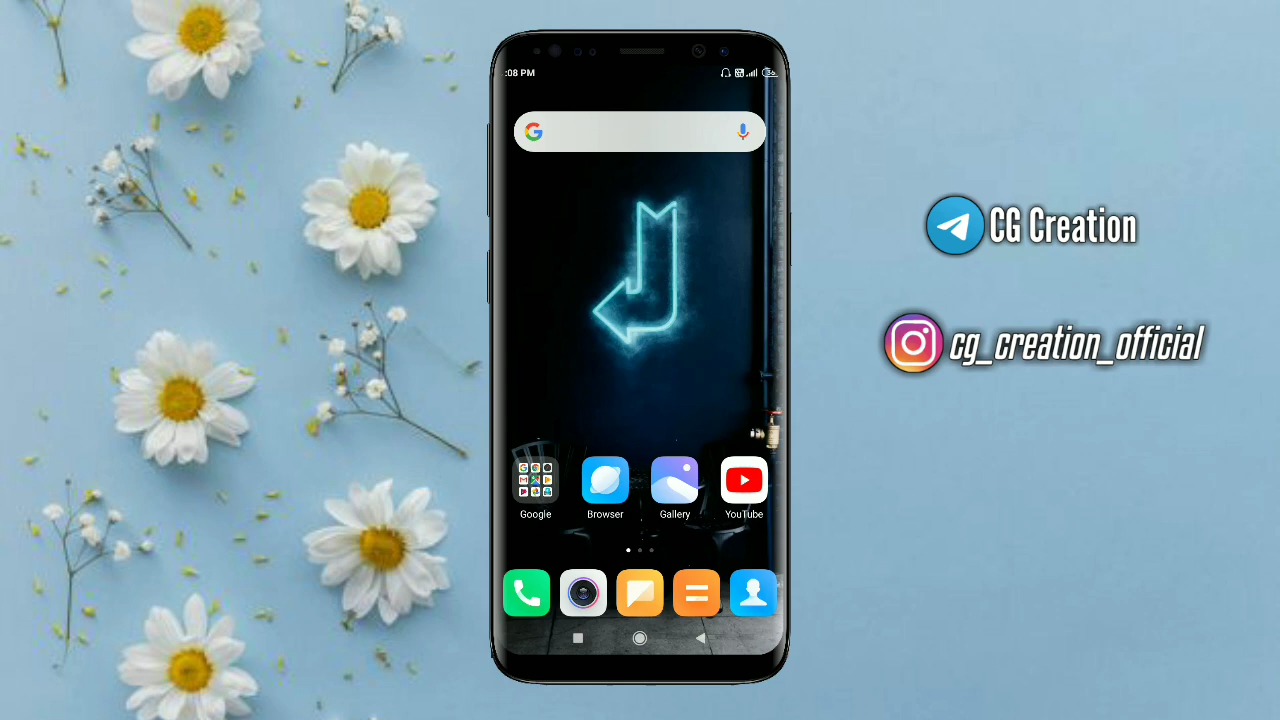 :08 PM
CG Creation
cg_creation_official
Google
Browser
Gallery
YouTube